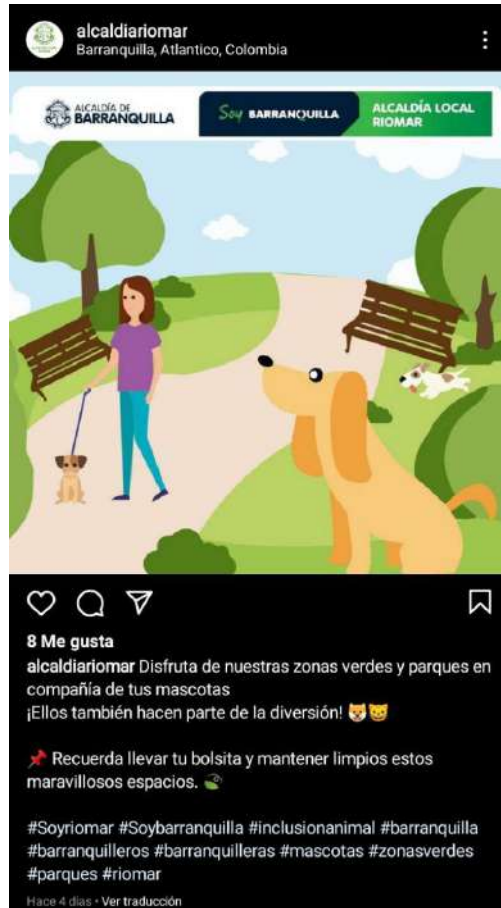 alcaldiariomar
Barranquilla, Atlantico, Colombia
ALCALDÍA DE
BARRANQUILLA
Soy BARRANQUILLA
ALCALDÍA LOCAL
RIOMAR
8 Me gusta
alcaldiariomar Disfruta de nuestras zonas verdes y parques en
compañía de tus mascotas
¡Ellos también hacen parte de la diversión! 🐶😺
📌 Recuerda llevar tu bolsita y mantener limpios estos
maravillosos espacios. 🍃
#Soyriomar #Soybarranquilla #inclusionanimal #barranquilla
#barranquilleros #barranquilleras #mascotas #zonasverdes
#parques #riomar
Hace 4 días • Ver traducción